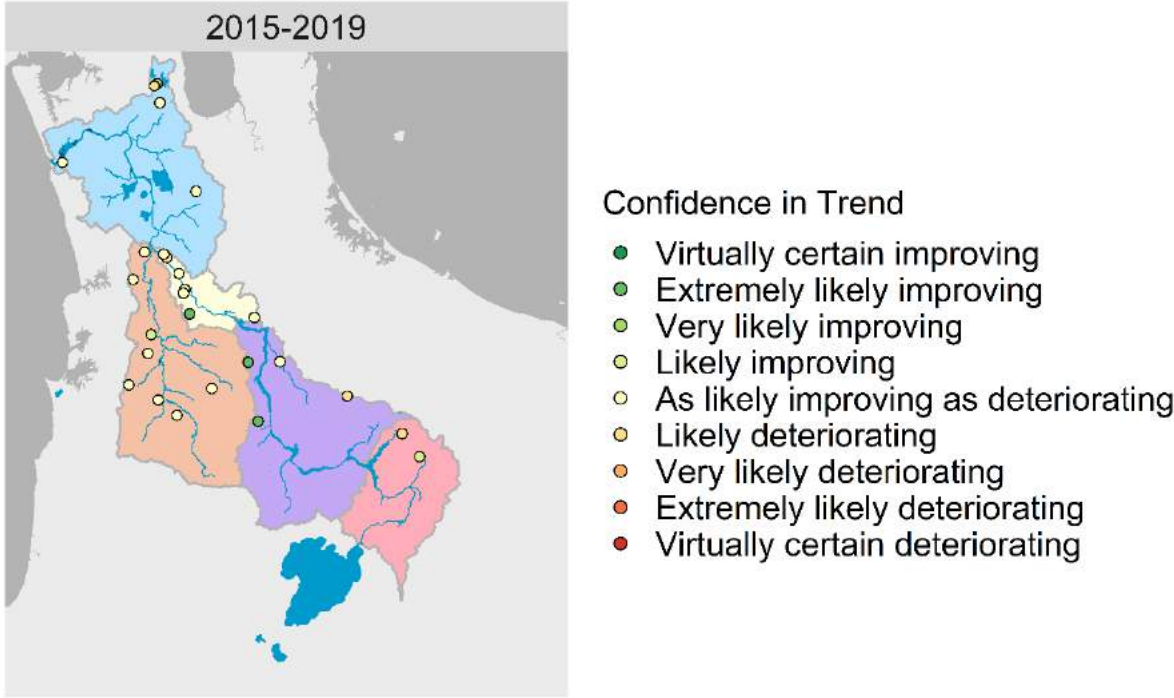 2015-2019
Confidence in Trend
Virtually certain improving
Extremely likely improving
Very likely improving
Likely improving
As likely improving as deteriorating
Likely deteriorating
Very likely deteriorating
Extremely likely deteriorating
Virtually certain deteriorating